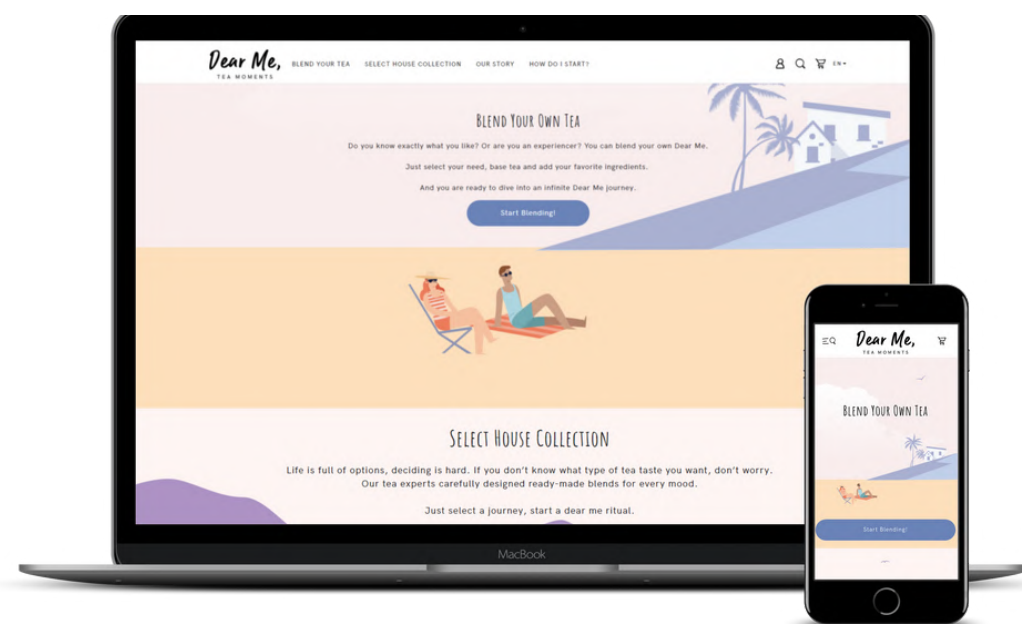 Dear Me,
TEA MOMENTS
BLEND YOUR TEA
SELECT HOUSE COLLECTION
OUR STORY
HOW DO I START?
EN
BLEND YOUR OWN TEA
Do you know exactly what you like? Or are you an experiencer? You can blend your own Dear Me.
Just select your need, base tea and add your favorite ingredients.
And you are ready to dive into an infinite Dear Me journey.
Start Blending!
SELECT HOUSE COLLECTION
Life is full of options, deciding is hard. If you don't know what type of tea taste you want, don't worry.
Our tea experts carefully designed ready-made blends for every mood.
Just select a journey, start a dear me ritual.
MacBook
Dear Me,
TEA MOMENTS
BLEND YOUR OWN TEA
Start Blending!